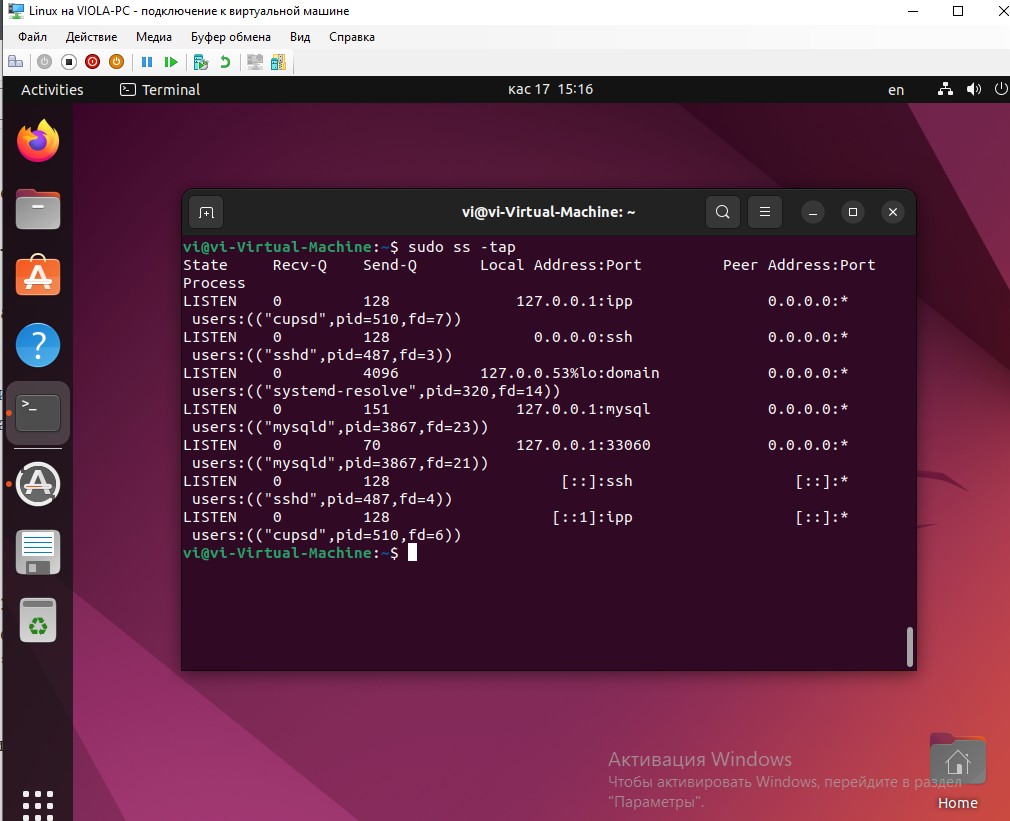 Linux на VIOLA-PC - подключение к виртуальной машине
Файл Действие Медиа Буфер обмена Вид Справка
Activities Terminal кас 17 15:16 en
vi@vi-Virtual-Machine: ~
vi@vi-Virtual-Machine:~$ sudo ss -tap
State Recv-Q Send-Q Local Address:Port Peer Address:Port
Process
LISTEN 0 128 127.0.0.1:ipp 0.0.0.0:*
users:(("cupsd",pid=510,fd=7))
LISTEN 0 128 0.0.0.0:ssh 0.0.0.0:*
users:(("sshd",pid=487,fd=3))
LISTEN 0 4096 127.0.0.53%lo:domain 0.0.0.0:*
users:(("systemd-resolve",pid=320,fd=14))
LISTEN 0 151 127.0.0.1:mysql 0.0.0.0:*
users:(("mysqld",pid=3867,fd=23))
LISTEN 0 70 127.0.0.1:33060 0.0.0.0:*
users:(("mysqld",pid=3867,fd=21))
LISTEN 0 128 [::]:ssh [::]:*
users:(("sshd",pid=487,fd=4))
LISTEN 0 128 [::1]:ipp [::]:*
users:(("cupsd",pid=510,fd=6))
vi@vi-Virtual-Machine:~$
Активация Windows
Чтобы активировать Windows, перейдите в раздел
"Параметры".
Home